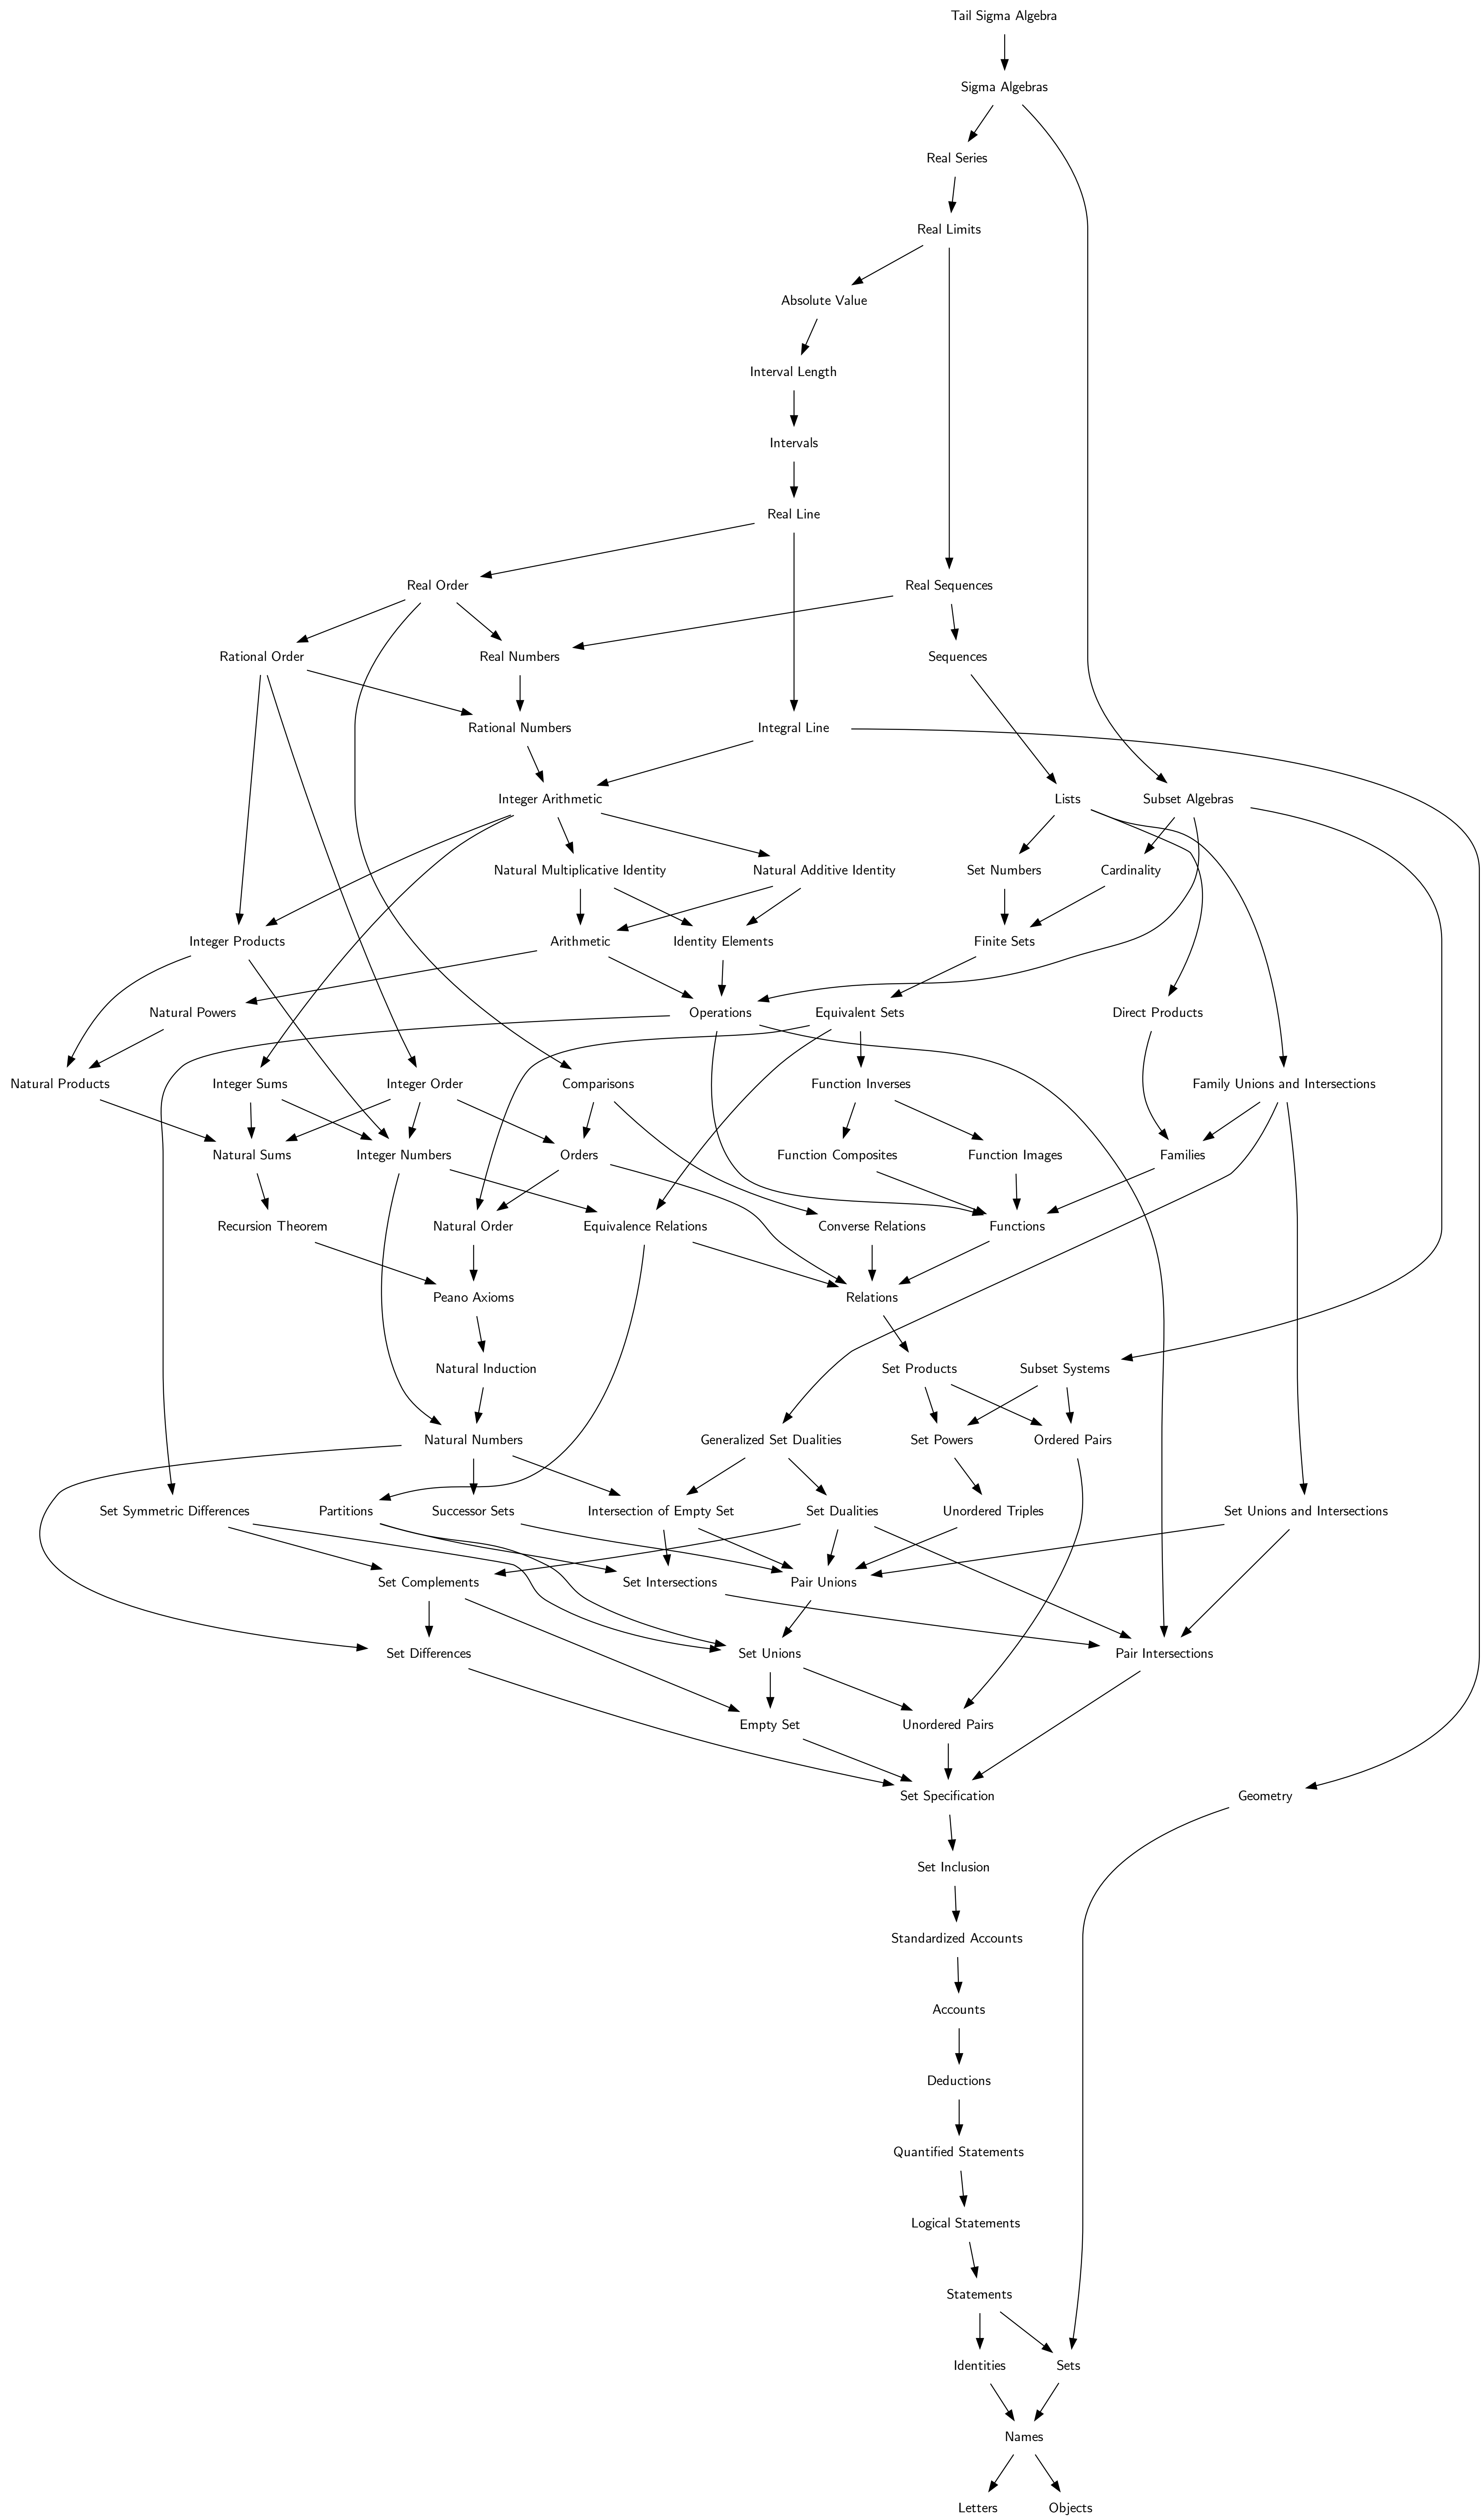 Tail Sigma Algebra
Sigma Algebras
Real Series
Real Limits
Absolute Value
Interval Length
Intervals
Real Line
Real Order
Real Sequences
Rational Order
Real Numbers
Sequences
Rational Numbers
Integral Line
Integer Arithmetic
Lists
Subset Algebras
Natural Multiplicative Identity
Natural Additive Identity
Set Numbers
Cardinality
Integer Products
Arithmetic
Identity Elements
Finite Sets
Natural Powers
Operations
Equivalent Sets
Direct Products
Natural Products
Integer Sums
Integer Order
Comparisons
Function Inverses
Family Unions and Intersections
Natural Sums
Integer Numbers
Orders
Function Composites
Function Images
Families
Recursion Theorem
Natural Order
Equivalence Relations
Converse Relations
Functions
Peano Axioms
Relations
Natural Induction
Set Products
Subset Systems
Natural Numbers
Generalized Set Dualities
Set Powers
Ordered Pairs
Set Symmetric Differences
Partitions
Successor Sets
Intersection of Empty Set
Set Dualities
Unordered Triples
Set Unions and Intersections
Set Complements
Set Intersections
Pair Unions
Set Differences
Set Unions
Pair Intersections
Empty Set
Unordered Pairs
Set Specification
Geometry
Set Inclusion
Standardized Accounts
Accounts
Deductions
Quantified Statements
Logical Statements
Statements
Identities
Sets
Names
Letters
Objects